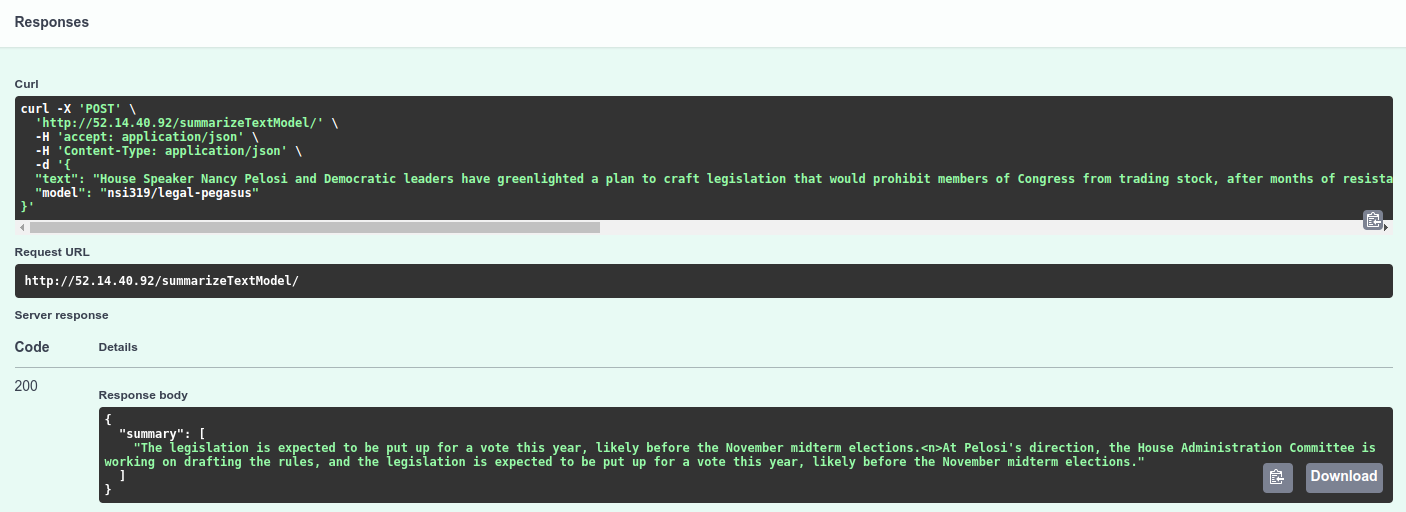 Responses
Curl
curl -X 'POST' \
  'http://52.14.40.92/summarizeTextModel/' \
  -H 'accept: application/json' \
  -H 'Content-Type: application/json' \
  -d '{
  "text": "House Speaker Nancy Pelosi and Democratic leaders have greenlighted a plan to craft legislation that would prohibit members of Congress from trading stock, after months of resista
  "model": "nsi319/legal-pegasus"
}'
Request URL
http://52.14.40.92/summarizeTextModel/
Server response
Code Details
200
Response body
{
  "summary": [
    "The legislation is expected to be put up for a vote this year, likely before the November midterm elections.<n>At Pelosi's direction, the House Administration Committee is
working on drafting the rules, and the legislation is expected to be put up for a vote this year, likely before the November midterm elections."
  ]
}
Download